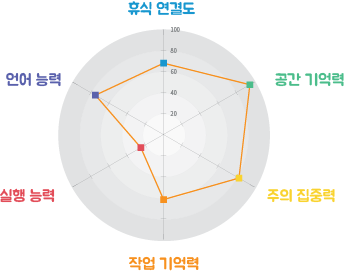 휴식 연결도
100
80
60
40
20
언어 능력
공간 기억력
실행 능력
주의 집중력
작업 기억력